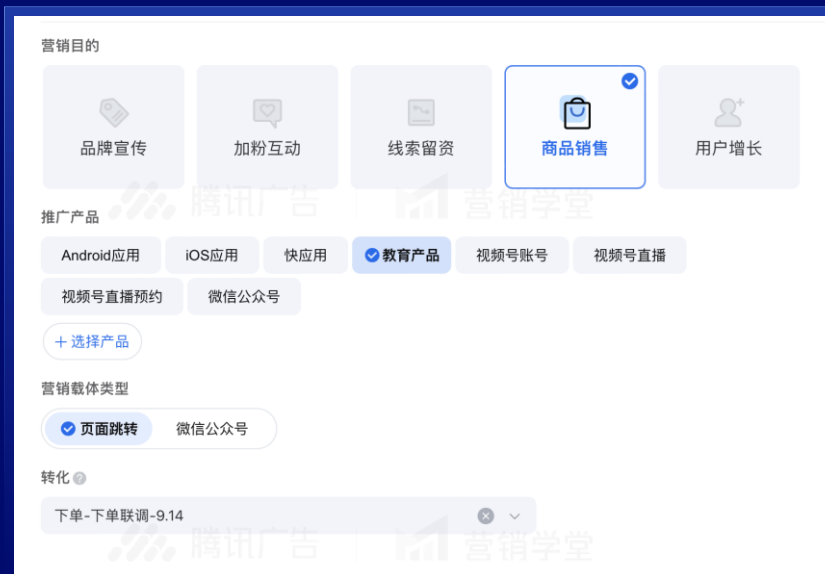 营销目的
品牌宣传 加粉互动 线索留资 商品销售 用户增长
腾讯广告 营销学堂
推广产品
Android应用 iOS应用 快应用 教育产品 视频号账号 视频号直播
视频号直播预约 微信公众号
+ 选择产品
营销载体类型
页面跳转 微信公众号
转化
下单-下单联调-9.14
腾讯广告 营销学堂